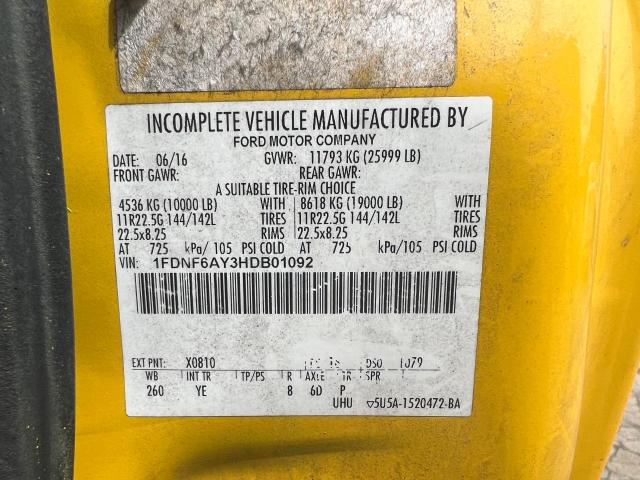 INCOMPLETE VEHICLE MANUFACTURED BY
FORD MOTOR COMPANY
DATE: 06/16 GVWR: 11793 KG (25999 LB)
FRONT GAWR: REAR GAWR:
A SUITABLE TIRE-RIM CHOICE
4536 KG (10000 LB) WITH 8618 KG (19000 LB) WITH
11R22.5G 144/142L TIRES 11R22.5G 144/142L TIRES
22.5x8.25 RIMS 22.5x8.25 RIMS
AT 725 kPa/105 PSI COLD AT 725 kPa/105 PSI COLD
VIN: 1FDNF6AY3HDB01092
EXT PNT: X0810 DSO
WB INT TR TP/PS R AXLE TR SPR
260 YE 8 6D P
UHU 5U5A-1520472-BA